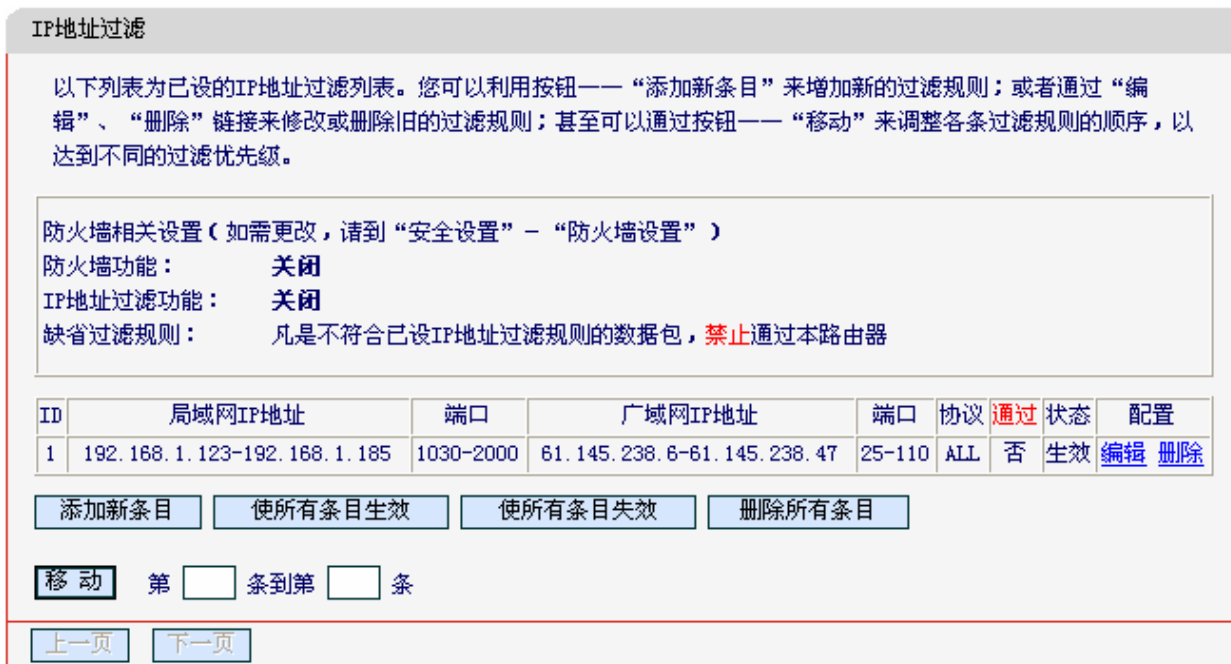 IP地址过滤
以下列表为已设的IP地址过滤列表。您可以利用按钮——“添加新条目”来增加新的过滤规则；或者通过“编
辑”、“删除”链接来修改或删除旧的过滤规则；甚至可以通过按钮——“移动”来调整各条过滤规则的顺序，以
达到不同的过滤优先级。
防火墙相关设置（如需更改，请到“安全设置”－“防火墙设置”）
防火墙功能： 关闭
IP地址过滤功能： 关闭
缺省过滤规则： 凡是不符合已设IP地址过滤规则的数据包，禁止通过本路由器
ID 局域网IP地址 端口 广域网IP地址 端口 协议 通过 状态 配置
1 192.168.1.123-192.168.1.185 1030-2000 61.145.238.6-61.145.238.47 25-110 ALL 否 生效 编辑 删除
添加新条目 使所有条目生效 使所有条目失效 删除所有条目
移 动 第 条到第 条
上一页 下一页